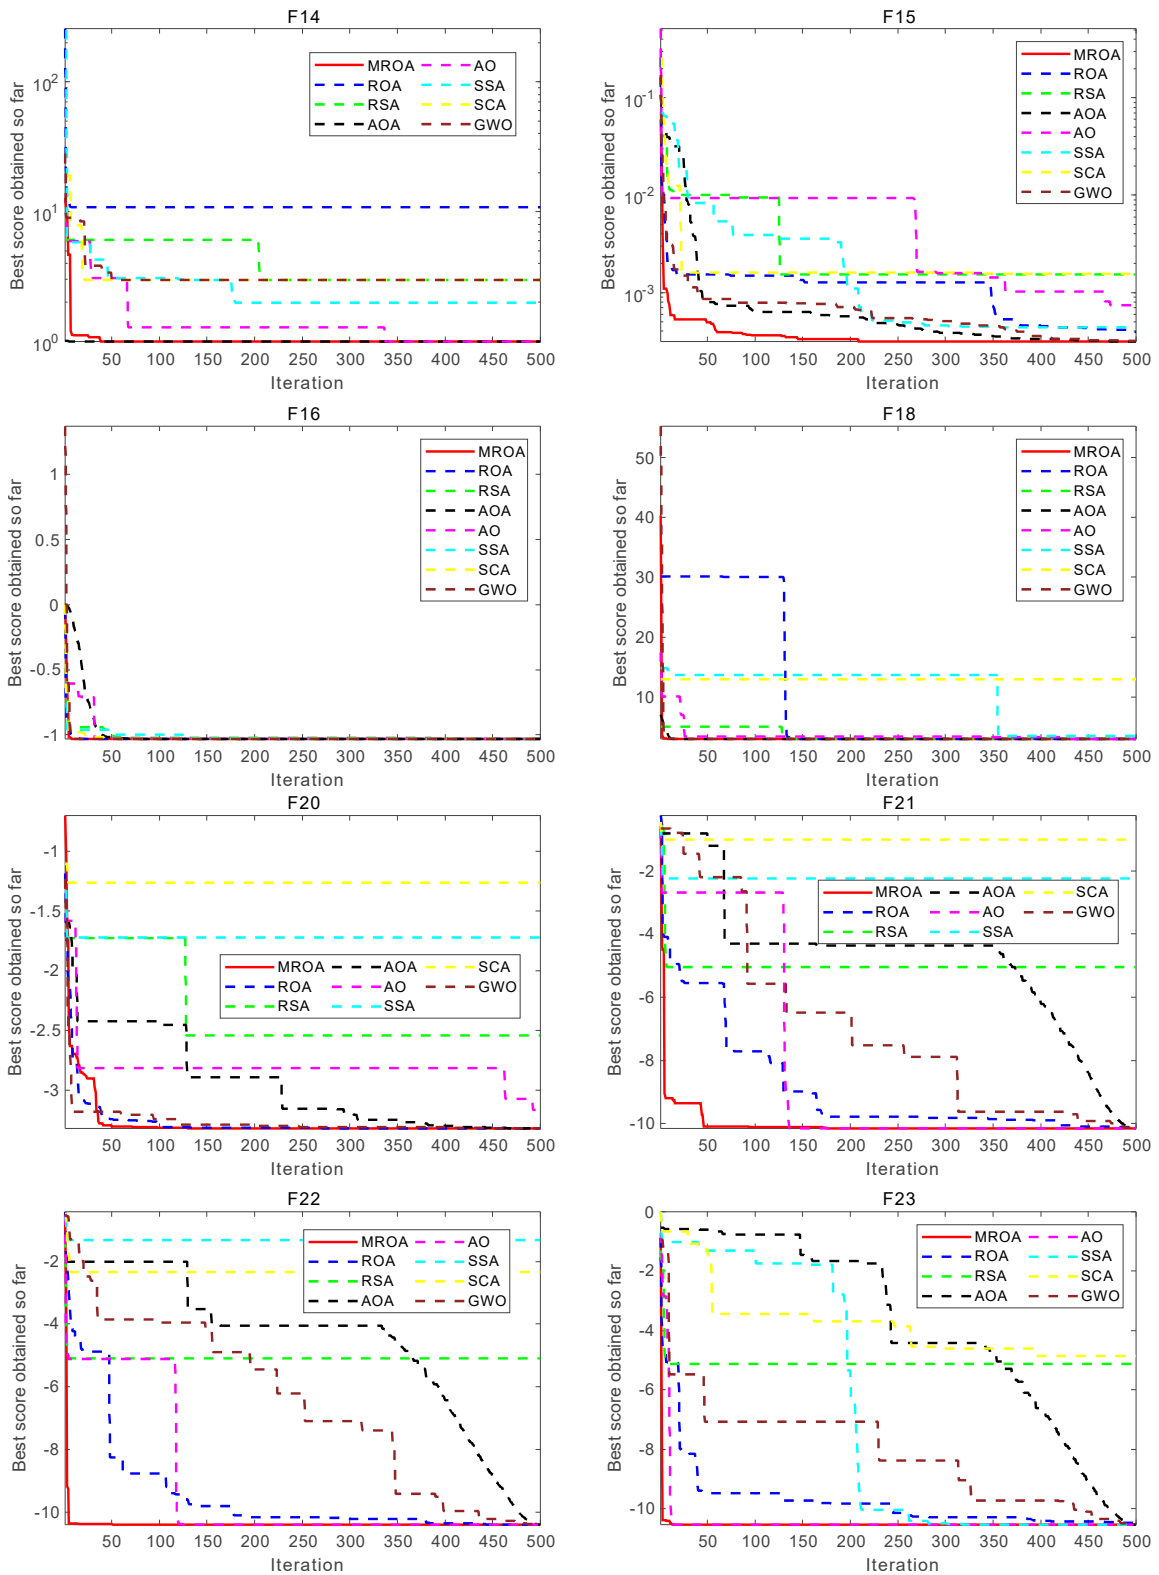 F14
Best score obtained so far
10^2
10^1
10^0
50 100 150 200 250 300 350 400 450 500
Iteration
MROA AO
ROA SSA
RSA SCA
AOA GWO
F15
Best score obtained so far
10^-1
10^-2
10^-3
50 100 150 200 250 300 350 400 450 500
Iteration
MROA
ROA
RSA
AOA
AO
SSA
SCA
GWO
F16
Best score obtained so far
1
0.5
0
-0.5
-1
50 100 150 200 250 300 350 400 450 500
Iteration
MROA
ROA
RSA
AOA
AO
SSA
SCA
GWO
F18
Best score obtained so far
50
40
30
20
10
50 100 150 200 250 300 350 400 450 500
Iteration
MROA
ROA
RSA
AOA
AO
SSA
SCA
GWO
F20
Best score obtained so far
-1
-1.5
-2
-2.5
-3
50 100 150 200 250 300 350 400 450 500
Iteration
MROA AOA SCA
ROA AO GWO
RSA SSA
F21
Best score obtained so far
-2
-4
-6
-8
-10
50 100 150 200 250 300 350 400 450 500
Iteration
MROA AOA SCA
ROA AO GWO
RSA SSA
F22
Best score obtained so far
-2
-4
-6
-8
-10
50 100 150 200 250 300 350 400 450 500
Iteration
MROA AO
ROA SSA
RSA SCA
AOA GWO
F23
Best score obtained so far
0
-2
-4
-6
-8
-10
50 100 150 200 250 300 350 400 450 500
Iteration
MROA AO
ROA SSA
RSA SCA
AOA GWO